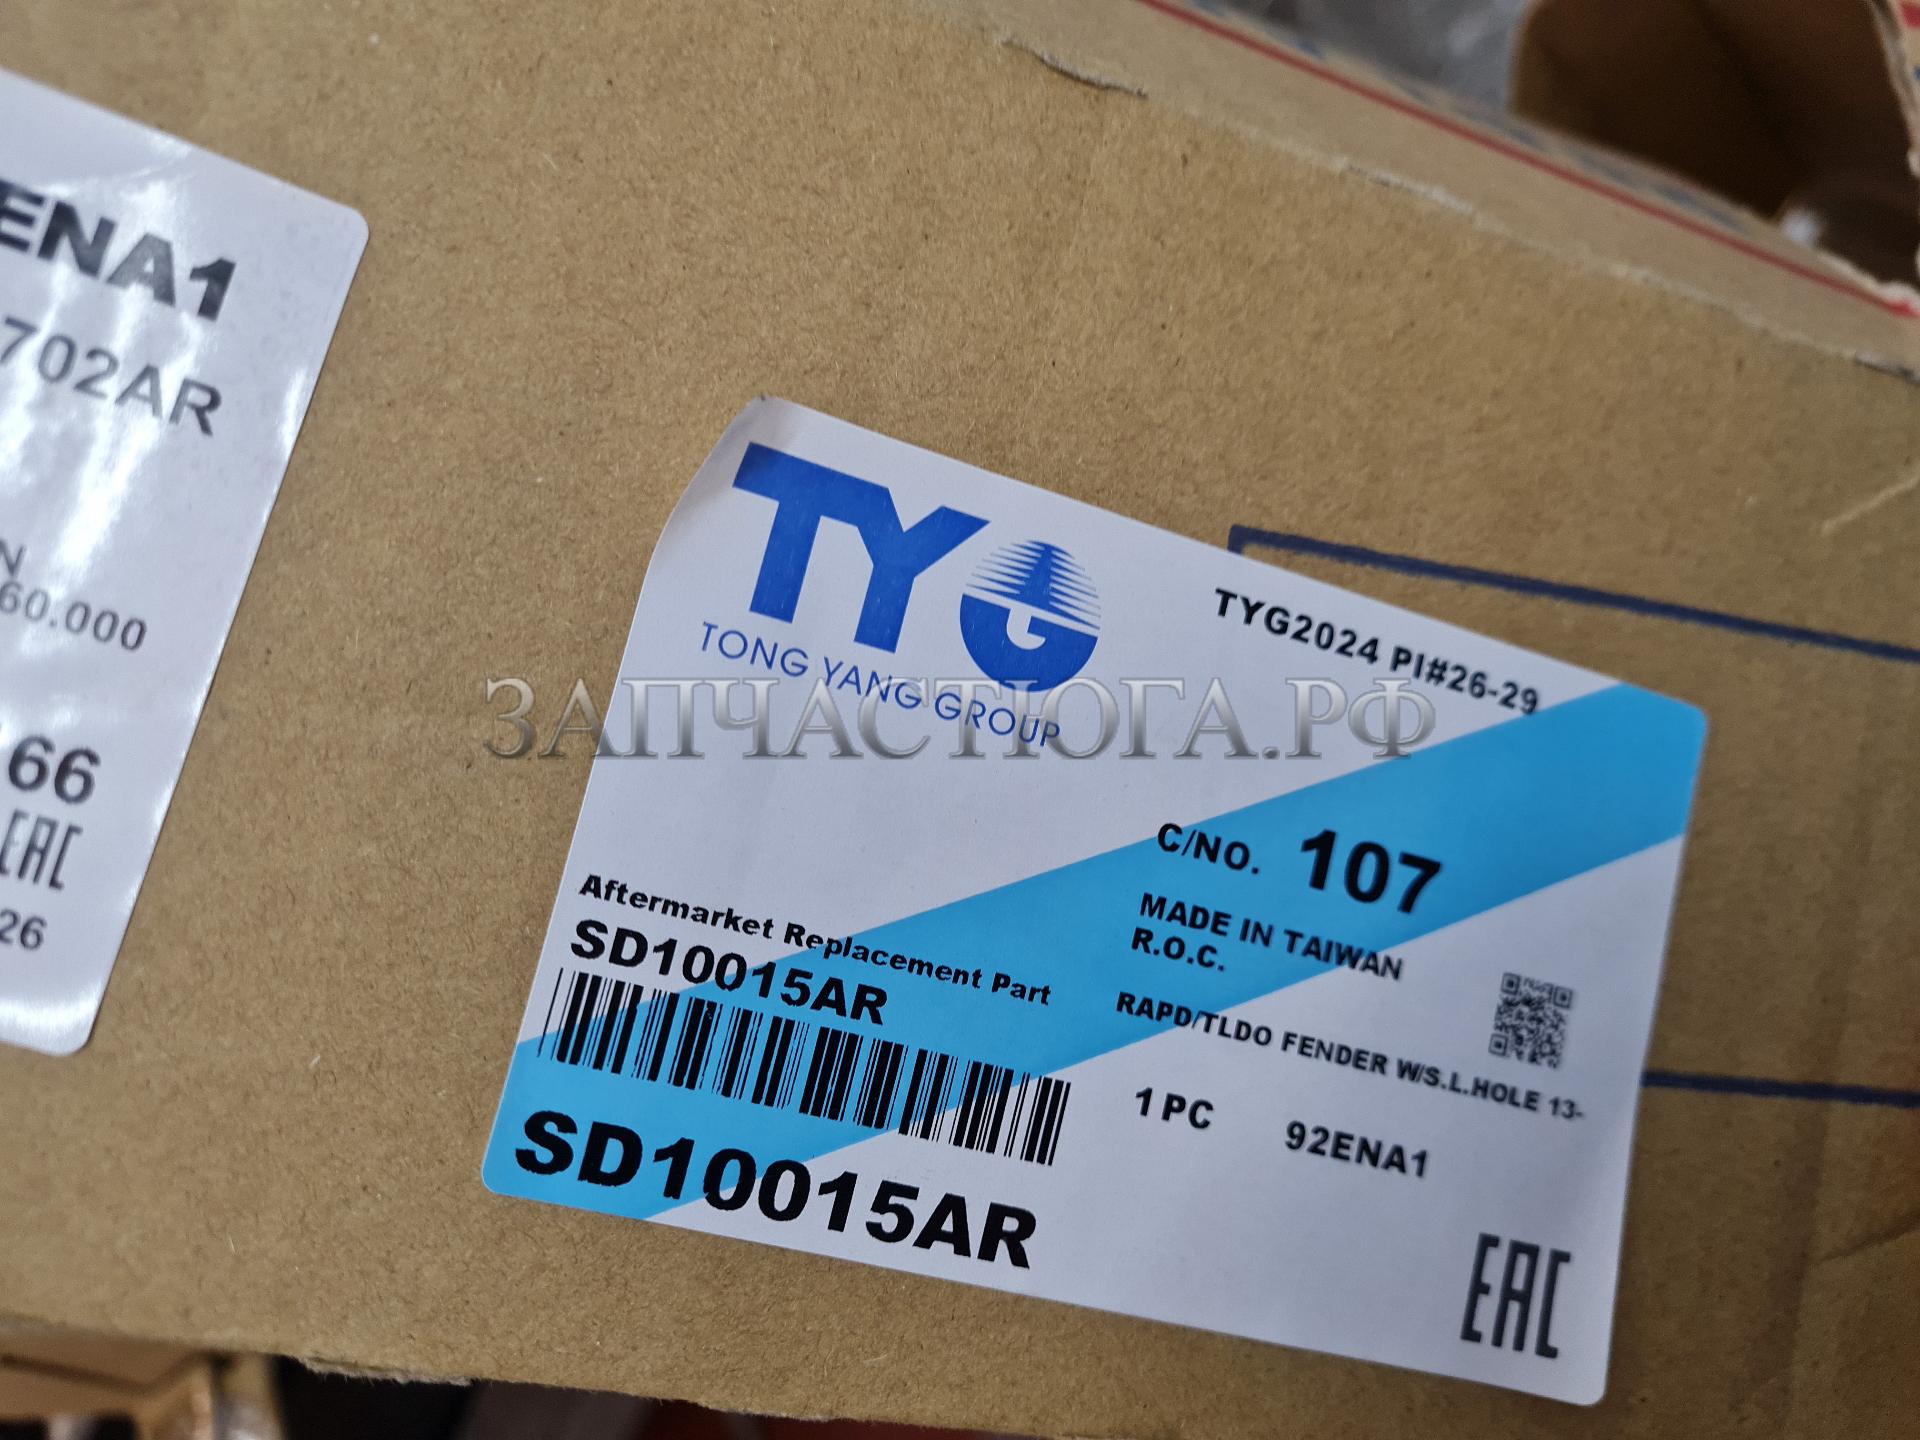 ENA1
702AR
N
60.000
66
EAC
26
TYG
TONG YANG GROUP
TYG2024 PI#26-29
ЗАПЧАСТЮГА.РФ
C/NO. 107
MADE IN TAIWAN
R.O.C.
Aftermarket Replacement Part
SD10015AR
RAPD/TLDO FENDER W/S.L.HOLE 13-
1 PC 92ENA1
SD10015AR
EAC